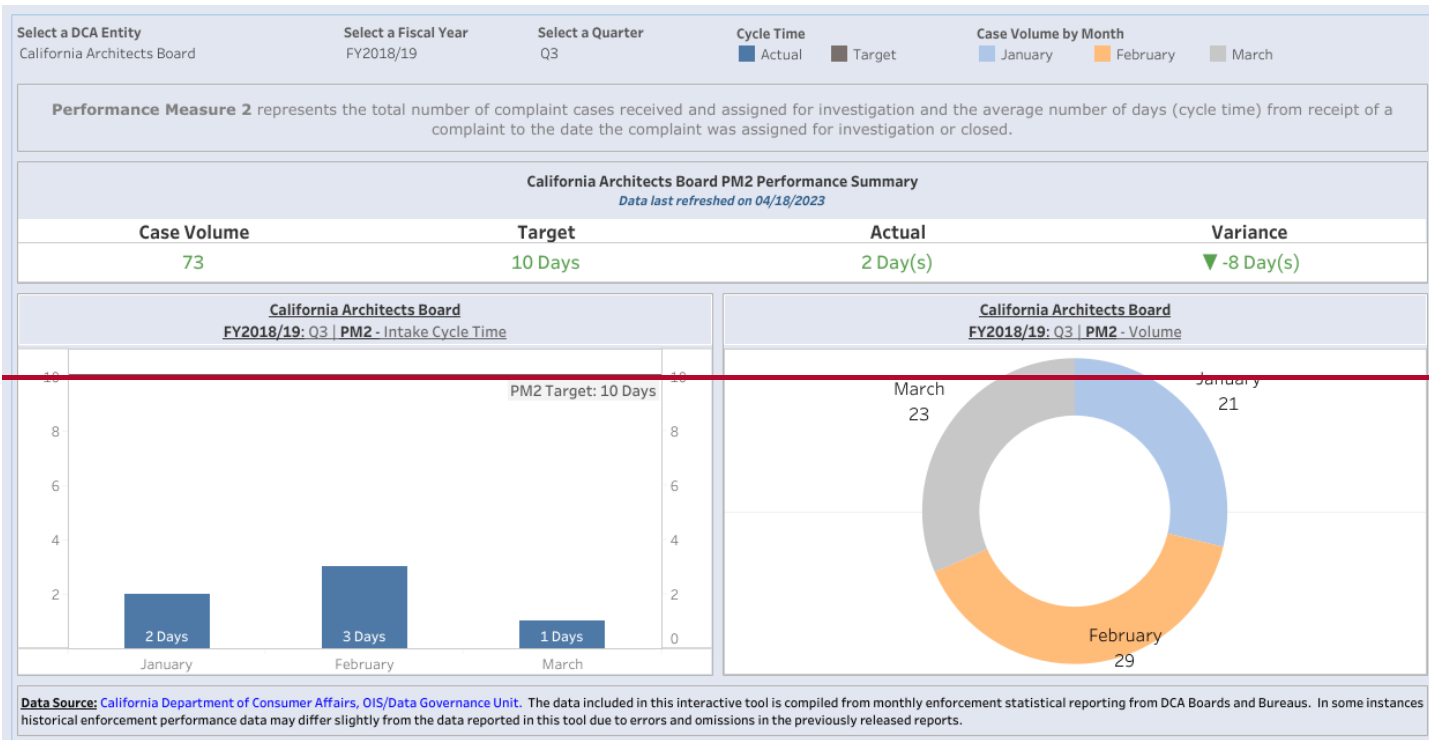 Select a DCA Entity
Select a Fiscal Year
Select a Quarter
Cycle Time
Case Volume by Month
California Architects Board
FY2018/19
Q3
Actual
Target
January
February
March
Performance Measure 2 represents the total number of complaint cases received and assigned for investigation and the average number of days (cycle time) from receipt of a
complaint to the date the complaint was assigned for investigation or closed.
California Architects Board PM2 Performance Summary
Data last refreshed on 04/18/2023
Case Volume
Target
Actual
Variance
73
10 Days
2 Day(s)
▼ -8 Day(s)
California Architects Board
FY2018/19: Q3 | PM2 - Intake Cycle Time
10
10
PM2 Target: 10 Days
8
8
6
6
4
4
2
2
0
2 Days
3 Days
1 Days
January
February
March
California Architects Board
FY2018/19: Q3 | PM2 - Volume
January
21
March
23
February
29
Data Source: California Department of Consumer Affairs, OIS/Data Governance Unit. The data included in this interactive tool is compiled from monthly enforcement statistical reporting from DCA Boards and Bureaus. In some instances
historical enforcement performance data may differ slightly from the data reported in this tool due to errors and omissions in the previously released reports.